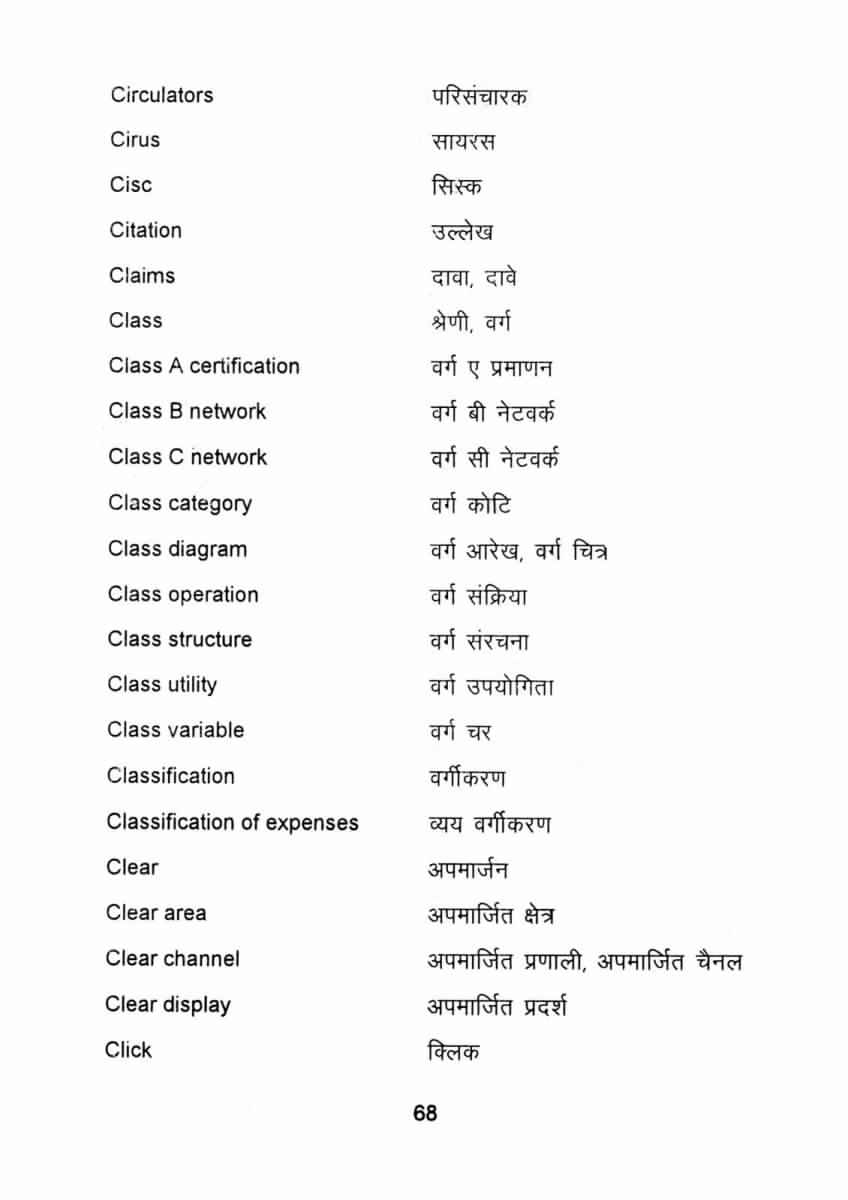 Circulators परिसंचारक
Cirus सायरस
Cisc सिस्क
Citation उल्लेख
Claims दावा, दावे
Class श्रेणी, वर्ग
Class A certification वर्ग ए प्रमाणन
Class B network वर्ग बी नेटवर्क
Class C network वर्ग सी नेटवर्क
Class category वर्ग कोटि
Class diagram वर्ग आरेख, वर्ग चित्र
Class operation वर्ग संक्रिया
Class structure वर्ग संरचना
Class utility वर्ग उपयोगिता
Class variable वर्ग चर
Classification वर्गीकरण
Classification of expenses व्यय वर्गीकरण
Clear अपमार्जन
Clear area अपमार्जित क्षेत्र
Clear channel अपमार्जित प्रणाली, अपमार्जित चैनल
Clear display अपमार्जित प्रदर्श
Click क्लिक
68